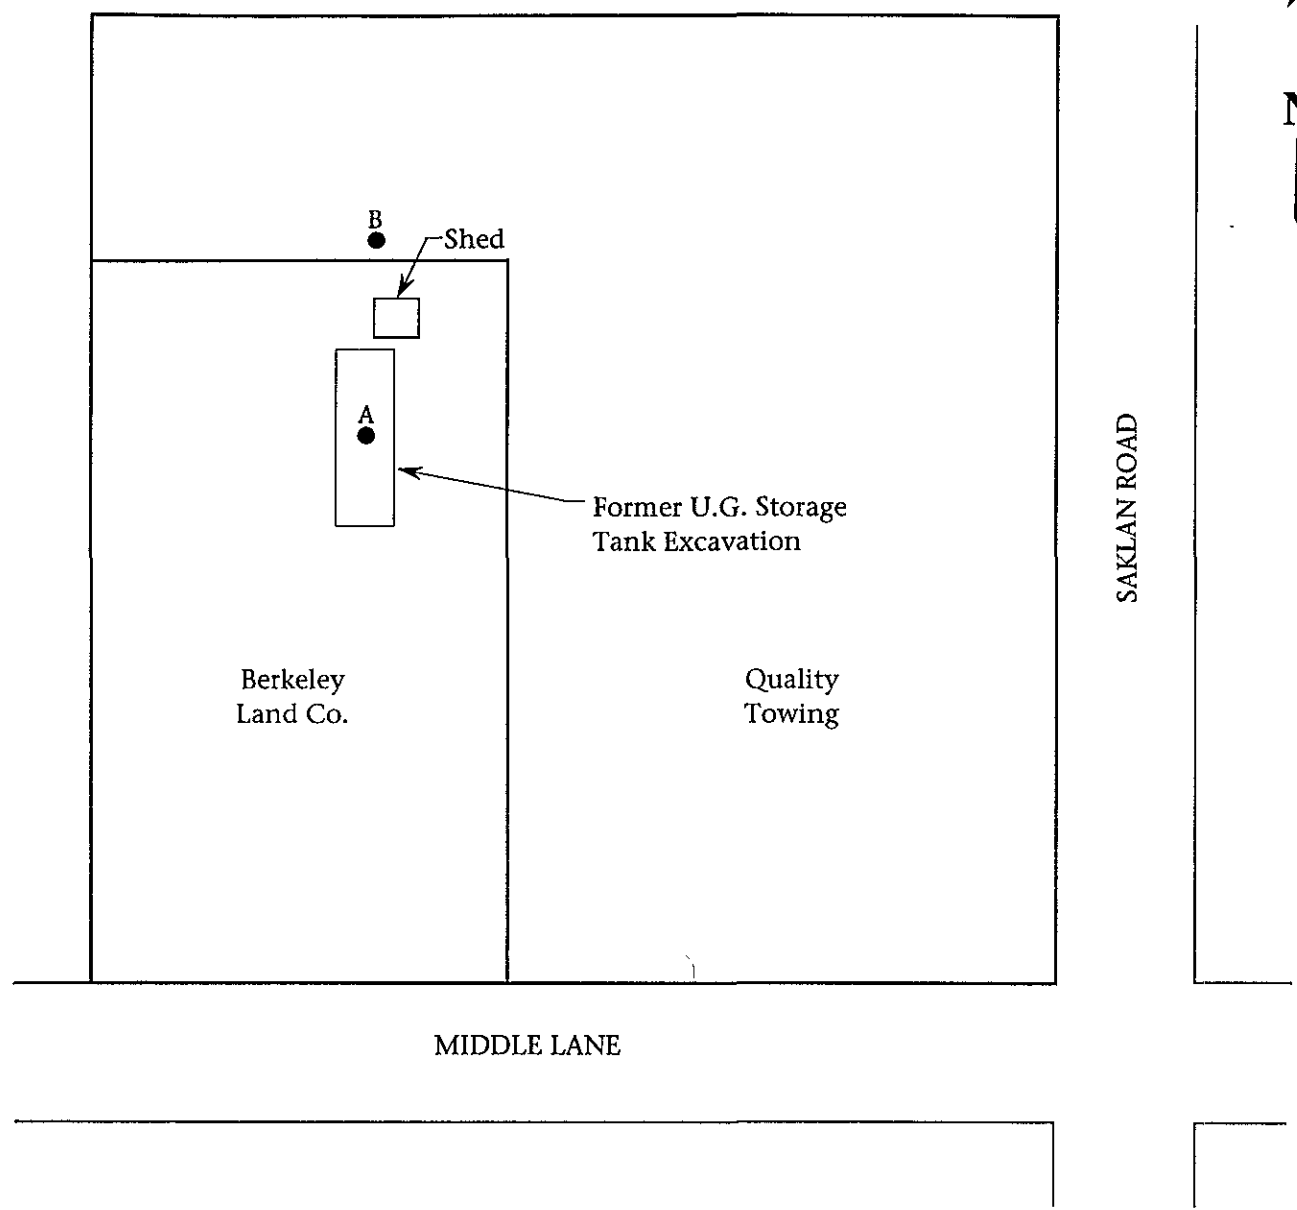 B
Shed
A
Former U.G. Storage
Tank Excavation
SAKLAN ROAD
Berkeley
Land Co.
Quality
Towing
MIDDLE LANE